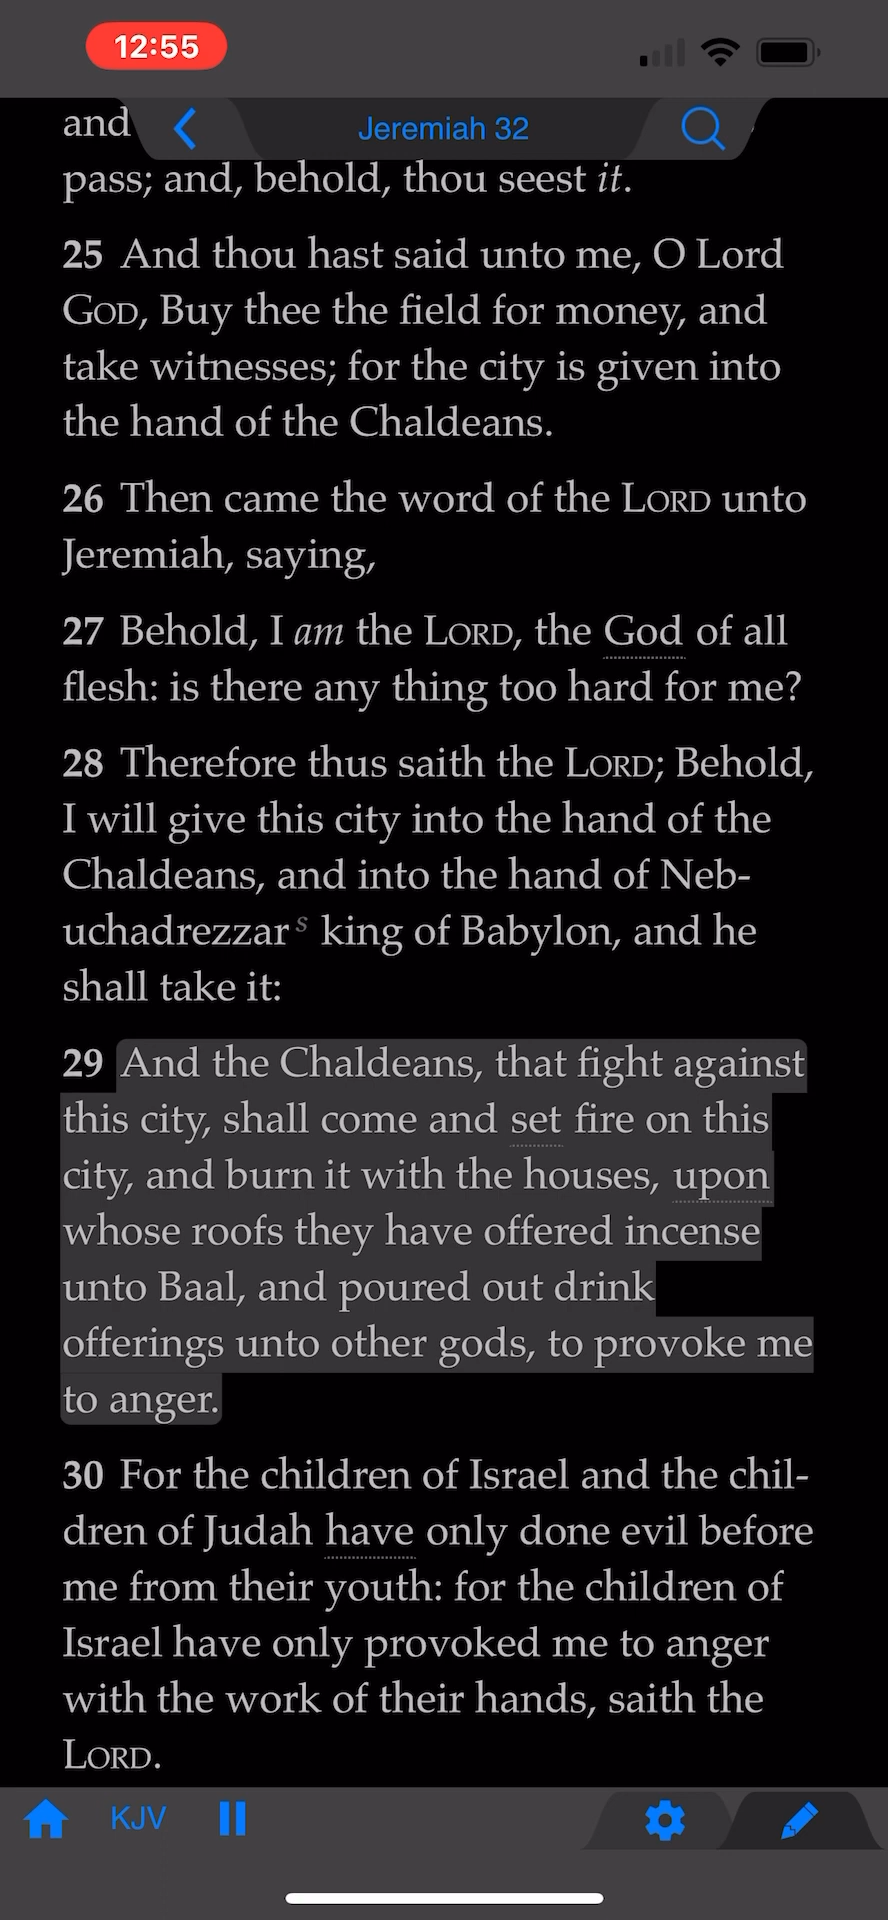 12:55
and
Jeremiah 32
pass; and, behold, thou seest it.
25 And thou hast said unto me, O Lord
GOD, Buy thee the field for money, and
take witnesses; for the city is given into
the hand of the Chaldeans.
26 Then came the word of the LORD unto
Jeremiah, saying,
27 Behold, I am the LORD, the God of all
flesh: is there any thing too hard for me?
28 Therefore thus saith the LORD; Behold,
I will give this city into the hand of the
Chaldeans, and into the hand of Neb-
uchadrezzar s king of Babylon, and he
shall take it:
29 And the Chaldeans, that fight against
this city, shall come and set fire on this
city, and burn it with the houses, upon
whose roofs they have offered incense
unto Baal, and poured out drink
offerings unto other gods, to provoke me
to anger.
30 For the children of Israel and the chil-
dren of Judah have only done evil before
me from their youth: for the children of
Israel have only provoked me to anger
with the work of their hands, saith the
LORD.
KJV